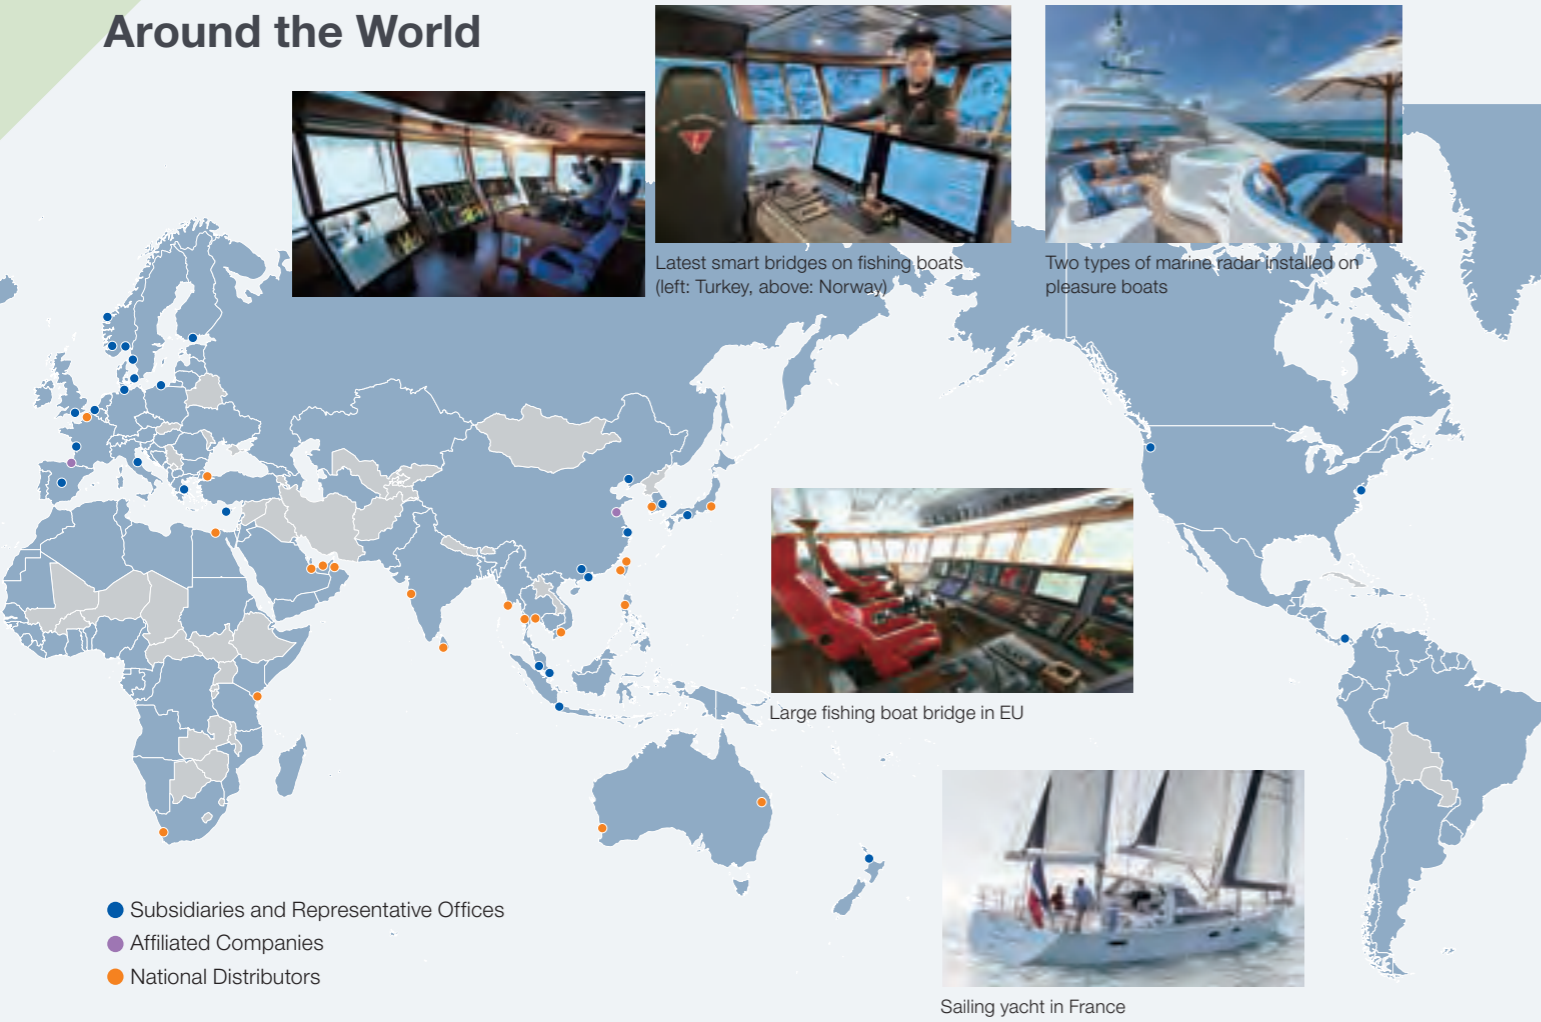 Around the World
Latest smart bridges on fishing boats
(left: Turkey, above: Norway)
Two types of marine radar installed on
pleasure boats
Large fishing boat bridge in EU
Subsidiaries and Representative Offices
Affiliated Companies
National Distributors
Sailing yacht in France